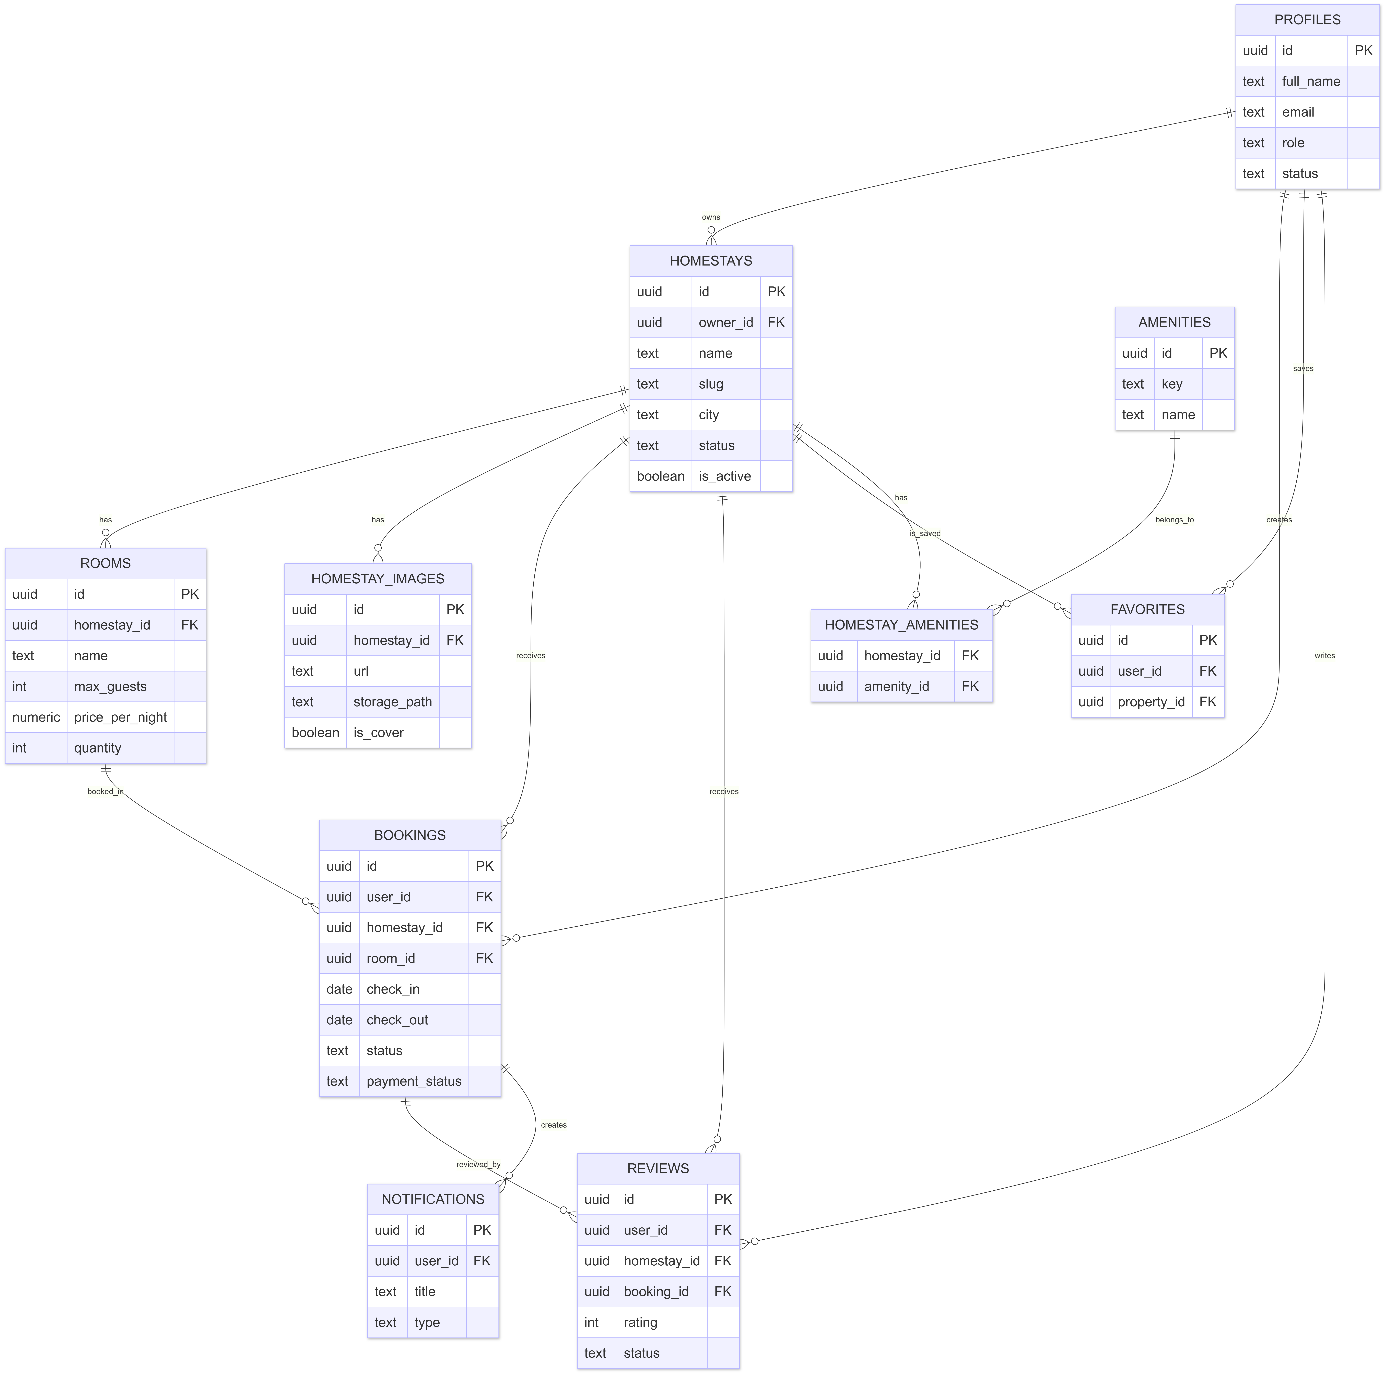 PROFILES
uuid id PK
text full_name
text email
text role
text status
owns
HOMESTAYS
uuid id PK
uuid owner_id FK
text name
text slug
text city
text status
boolean is_active
AMENITIES
uuid id PK
text key
text name
saves
has
has
has
is_saved
belongs_to
creates
ROOMS
uuid id PK
uuid homestay_id FK
text name
int max_guests
numeric price_per_night
int quantity
HOMESTAY_IMAGES
uuid id PK
uuid homestay_id FK
text url
text storage_path
boolean is_cover
receives
HOMESTAY_AMENITIES
uuid homestay_id FK
uuid amenity_id FK
FAVORITES
uuid id PK
uuid user_id FK
uuid property_id FK
writes
booked_in
receives
BOOKINGS
uuid id PK
uuid user_id FK
uuid homestay_id FK
uuid room_id FK
date check_in
date check_out
text status
text payment_status
creates
reviewed_by
NOTIFICATIONS
uuid id PK
uuid user_id FK
text title
text type
REVIEWS
uuid id PK
uuid user_id FK
uuid homestay_id FK
uuid booking_id FK
int rating
text status